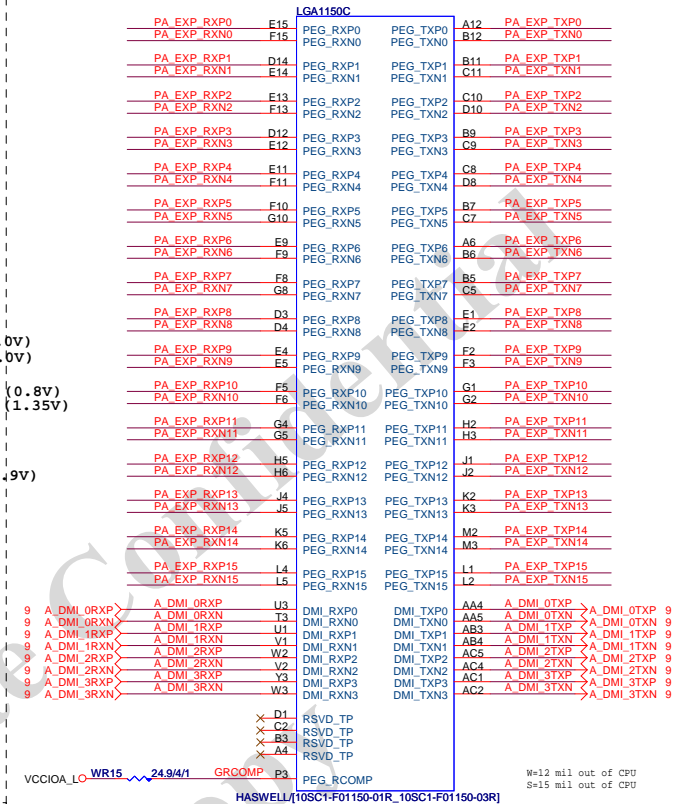 LGA1150C
PA_EXP_RXP0 E15 PEG_RXP0 PEG_TXP0 A12 PA_EXP_TXP0
PA_EXP_RXN0 F15 PEG_RXN0 PEG_TXN0 B12 PA_EXP_TXN0
PA_EXP_RXP1 D14 PEG_RXP1 PEG_TXP1 B11 PA_EXP_TXP1
PA_EXP_RXN1 E14 PEG_RXN1 PEG_TXN1 C11 PA_EXP_TXN1
PA_EXP_RXP2 E13 PEG_RXP2 PEG_TXP2 C10 PA_EXP_TXP2
PA_EXP_RXN2 F13 PEG_RXN2 PEG_TXN2 D10 PA_EXP_TXN2
PA_EXP_RXP3 D12 PEG_RXP3 PEG_TXP3 B9 PA_EXP_TXP3
PA_EXP_RXN3 E12 PEG_RXN3 PEG_TXN3 C9 PA_EXP_TXN3
PA_EXP_RXP4 E11 PEG_RXP4 PEG_TXP4 C8 PA_EXP_TXP4
PA_EXP_RXN4 F11 PEG_RXN4 PEG_TXN4 D8 PA_EXP_TXN4
PA_EXP_RXP5 F10 PEG_RXP5 PEG_TXP5 B7 PA_EXP_TXP5
PA_EXP_RXN5 G10 PEG_RXN5 PEG_TXN5 C7 PA_EXP_TXN5
PA_EXP_RXP6 E9 PEG_RXP6 PEG_TXP6 A6 PA_EXP_TXP6
PA_EXP_RXN6 F9 PEG_RXN6 PEG_TXN6 B6 PA_EXP_TXN6
PA_EXP_RXP7 F8 PEG_RXP7 PEG_TXP7 B5 PA_EXP_TXP7
PA_EXP_RXN7 G8 PEG_RXN7 PEG_TXN7 C5 PA_EXP_TXN7
PA_EXP_RXP8 D3 PEG_RXP8 PEG_TXP8 E1 PA_EXP_TXP8
PA_EXP_RXN8 D4 PEG_RXN8 PEG_TXN8 E2 PA_EXP_TXN8
.0V)
.0V)
PA_EXP_RXP9 E4 PEG_RXP9 PEG_TXP9 F2 PA_EXP_TXP9
PA_EXP_RXN9 E5 PEG_RXN9 PEG_TXN9 F3 PA_EXP_TXN9
(0.8V)
(1.35V)
PA_EXP_RXP10 F5 PEG_RXP10 PEG_TXP10 G1 PA_EXP_TXP10
PA_EXP_RXN10 F6 PEG_RXN10 PEG_TXN10 G2 PA_EXP_TXN10
PA_EXP_RXP11 G4 PEG_RXP11 PEG_TXP11 H2 PA_EXP_TXP11
PA_EXP_RXN11 G5 PEG_RXN11 PEG_TXN11 H3 PA_EXP_TXN11
PA_EXP_RXP12 H5 PEG_RXP12 PEG_TXP12 J1 PA_EXP_TXP12
PA_EXP_RXN12 H6 PEG_RXN12 PEG_TXN12 J2 PA_EXP_TXN12
.9V)
PA_EXP_RXP13 J4 PEG_RXP13 PEG_TXP13 K2 PA_EXP_TXP13
PA_EXP_RXN13 J5 PEG_RXN13 PEG_TXN13 K3 PA_EXP_TXN13
PA_EXP_RXP14 K5 PEG_RXP14 PEG_TXP14 M2 PA_EXP_TXP14
PA_EXP_RXN14 K6 PEG_RXN14 PEG_TXN14 M3 PA_EXP_TXN14
PA_EXP_RXP15 L4 PEG_RXP15 PEG_TXP15 L1 PA_EXP_TXP15
PA_EXP_RXN15 L5 PEG_RXN15 PEG_TXN15 L2 PA_EXP_TXN15
9 A_DMI_0RXP A_DMI_0RXP U3 DMI_RXP0 DMI_TXP0 AA4 A_DMI_0TXP A_DMI_0TXP 9
9 A_DMI_0RXN A_DMI_0RXN T3 DMI_RXN0 DMI_TXN0 AA5 A_DMI_0TXN A_DMI_0TXN 9
9 A_DMI_1RXP A_DMI_1RXP U1 DMI_RXP1 DMI_TXP1 AB3 A_DMI_1TXP A_DMI_1TXP 9
9 A_DMI_1RXN A_DMI_1RXN V1 DMI_RXN1 DMI_TXN1 AB4 A_DMI_1TXN A_DMI_1TXN 9
9 A_DMI_2RXP A_DMI_2RXP W2 DMI_RXP2 DMI_TXP2 AC5 A_DMI_2TXP A_DMI_2TXP 9
9 A_DMI_2RXN A_DMI_2RXN V2 DMI_RXN2 DMI_TXN2 AC4 A_DMI_2TXN A_DMI_2TXN 9
9 A_DMI_3RXP A_DMI_3RXP Y3 DMI_RXP3 DMI_TXP3 AC1 A_DMI_3TXP A_DMI_3TXP 9
9 A_DMI_3RXN A_DMI_3RXN W3 DMI_RXN3 DMI_TXN3 AC2 A_DMI_3TXN A_DMI_3TXN 9
D1 RSVD_TP
C2 RSVD_TP
B3 RSVD_TP
A4 RSVD_TP
VCCIOA_L WR15 24.9/4/1 GRCOMP P3 PEG_RCOMP
W=12 mil out of CPU
S=15 mil out of CPU
HASWELL/[10SC1-F01150-01R_10SC1-F01150-03R]
e Confidential
opy